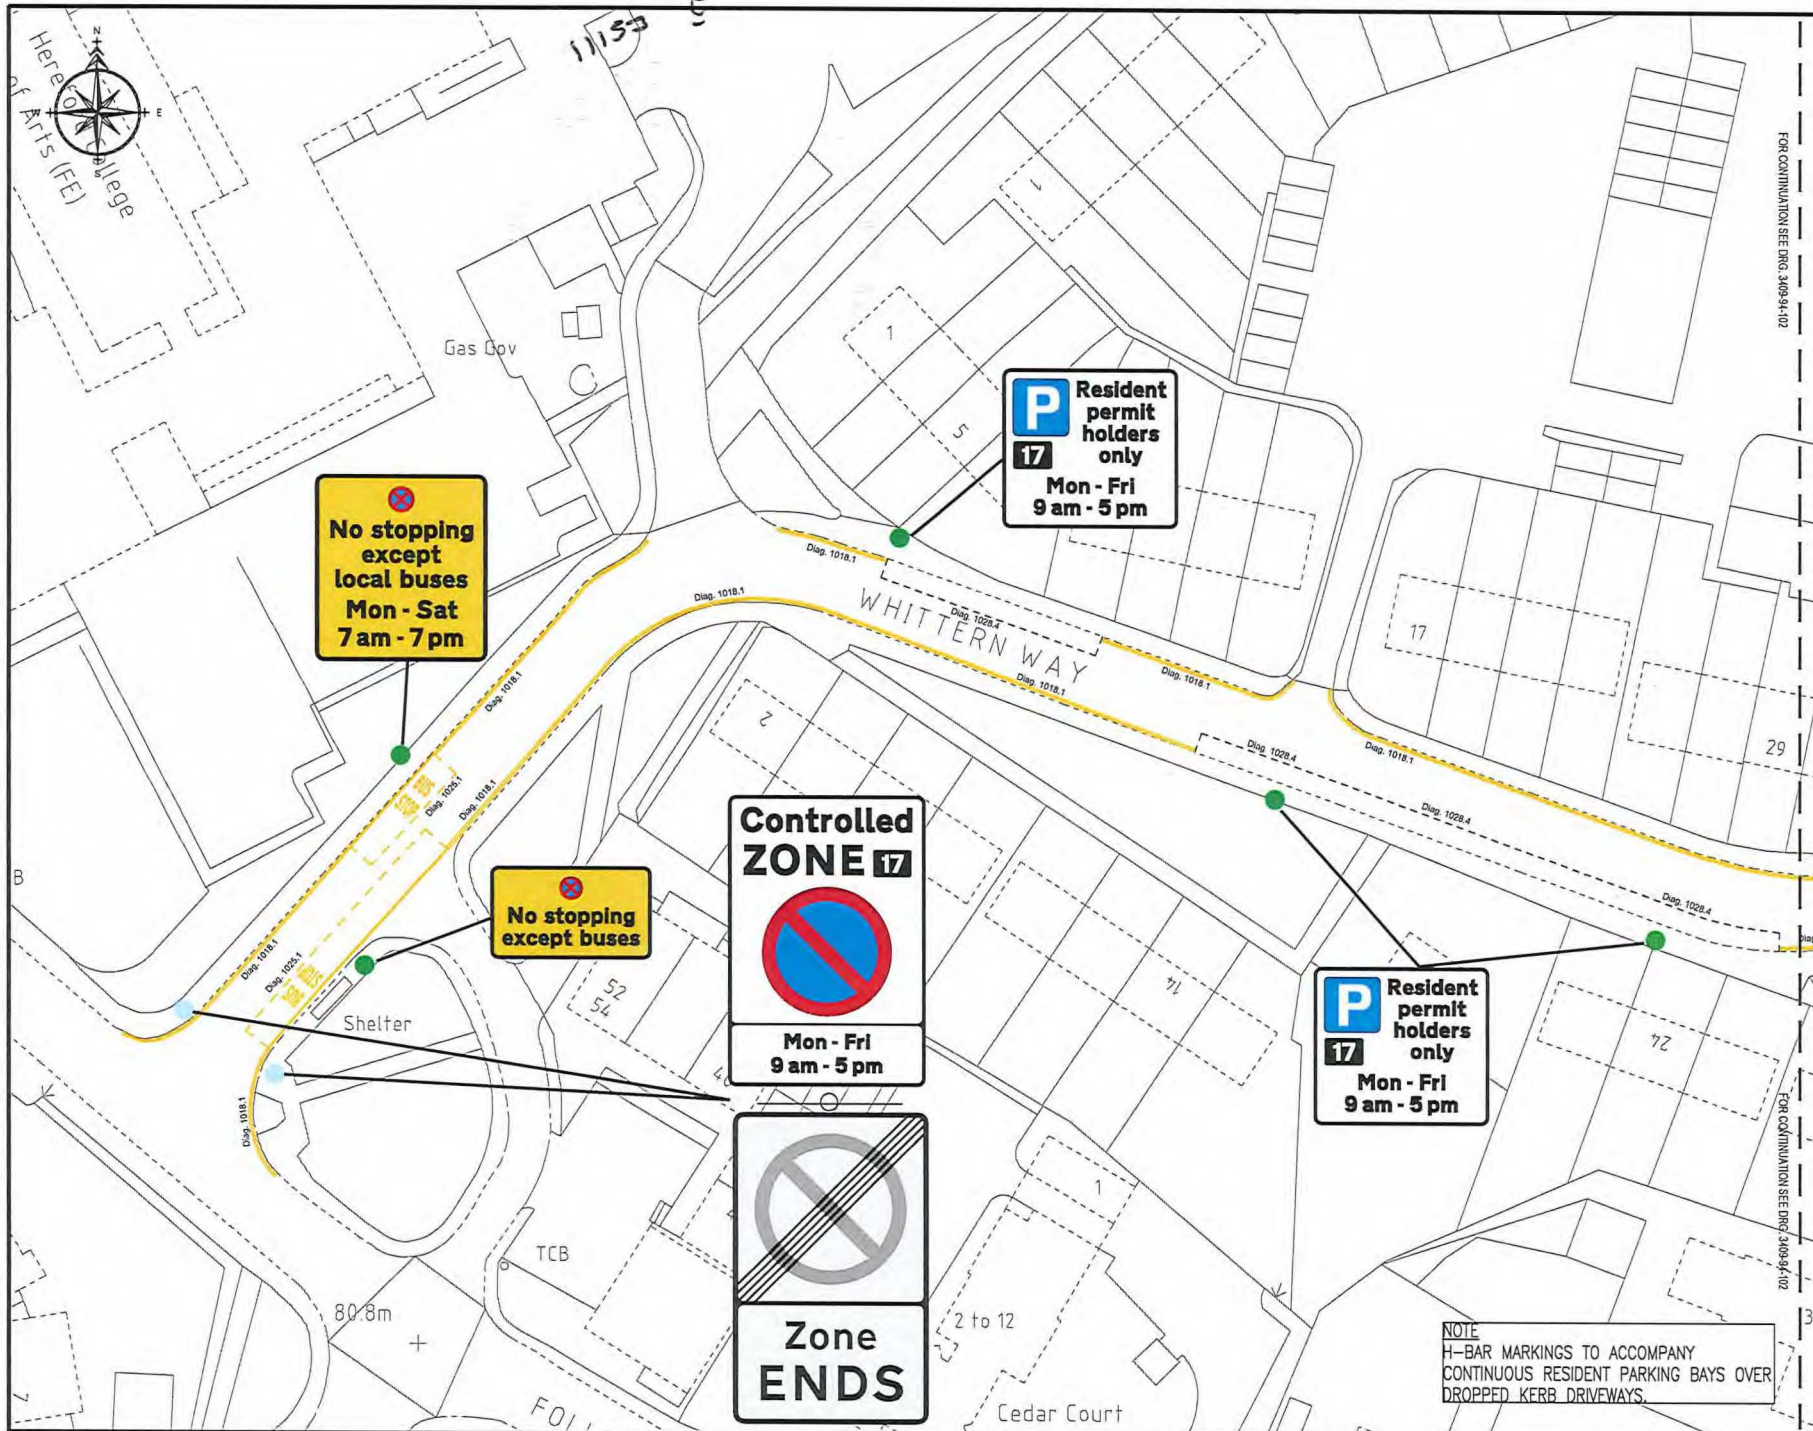 11153
N
E
S
Hereford College
of Arts (FE)
Gas Gov
1
1
5
P Resident
permit
holders
17 only
Mon - Fri
9 am - 5 pm
No stopping
except
local buses
Mon - Sat
7 am - 7 pm
Diag. 1018.1
Diag. 1018.1
Diag. 1018.1
Diag. 1028.4
WHITTERN WAY
Diag. 1018.1
Diag. 1018.1
17
29
2
Diag. 1028.4
Diag. 1018.1
Diag. 1028.4
Diag. 1028.4
Diag. 1025.1
Diag. 1018.1
B
Controlled
ZONE 17
Mon - Fri
9 am - 5 pm
No stopping
except buses
Diag. 1018.1
Diag. 1025.1
Shelter
52
54
14
P Resident
permit
holders
17 only
Mon - Fri
9 am - 5 pm
24
Diag. 1018.1
1
TCB
80.8m
2 to 12
Zone
ENDS
Cedar Court
NOTE
H-BAR MARKINGS TO ACCOMPANY
CONTINUOUS RESIDENT PARKING BAYS OVER
DROPPED KERB DRIVEWAYS.
FOR CONTINUATION SEE DRG. 3409-94-102
FOR CONTINUATION SEE DRG. 3409-94-102